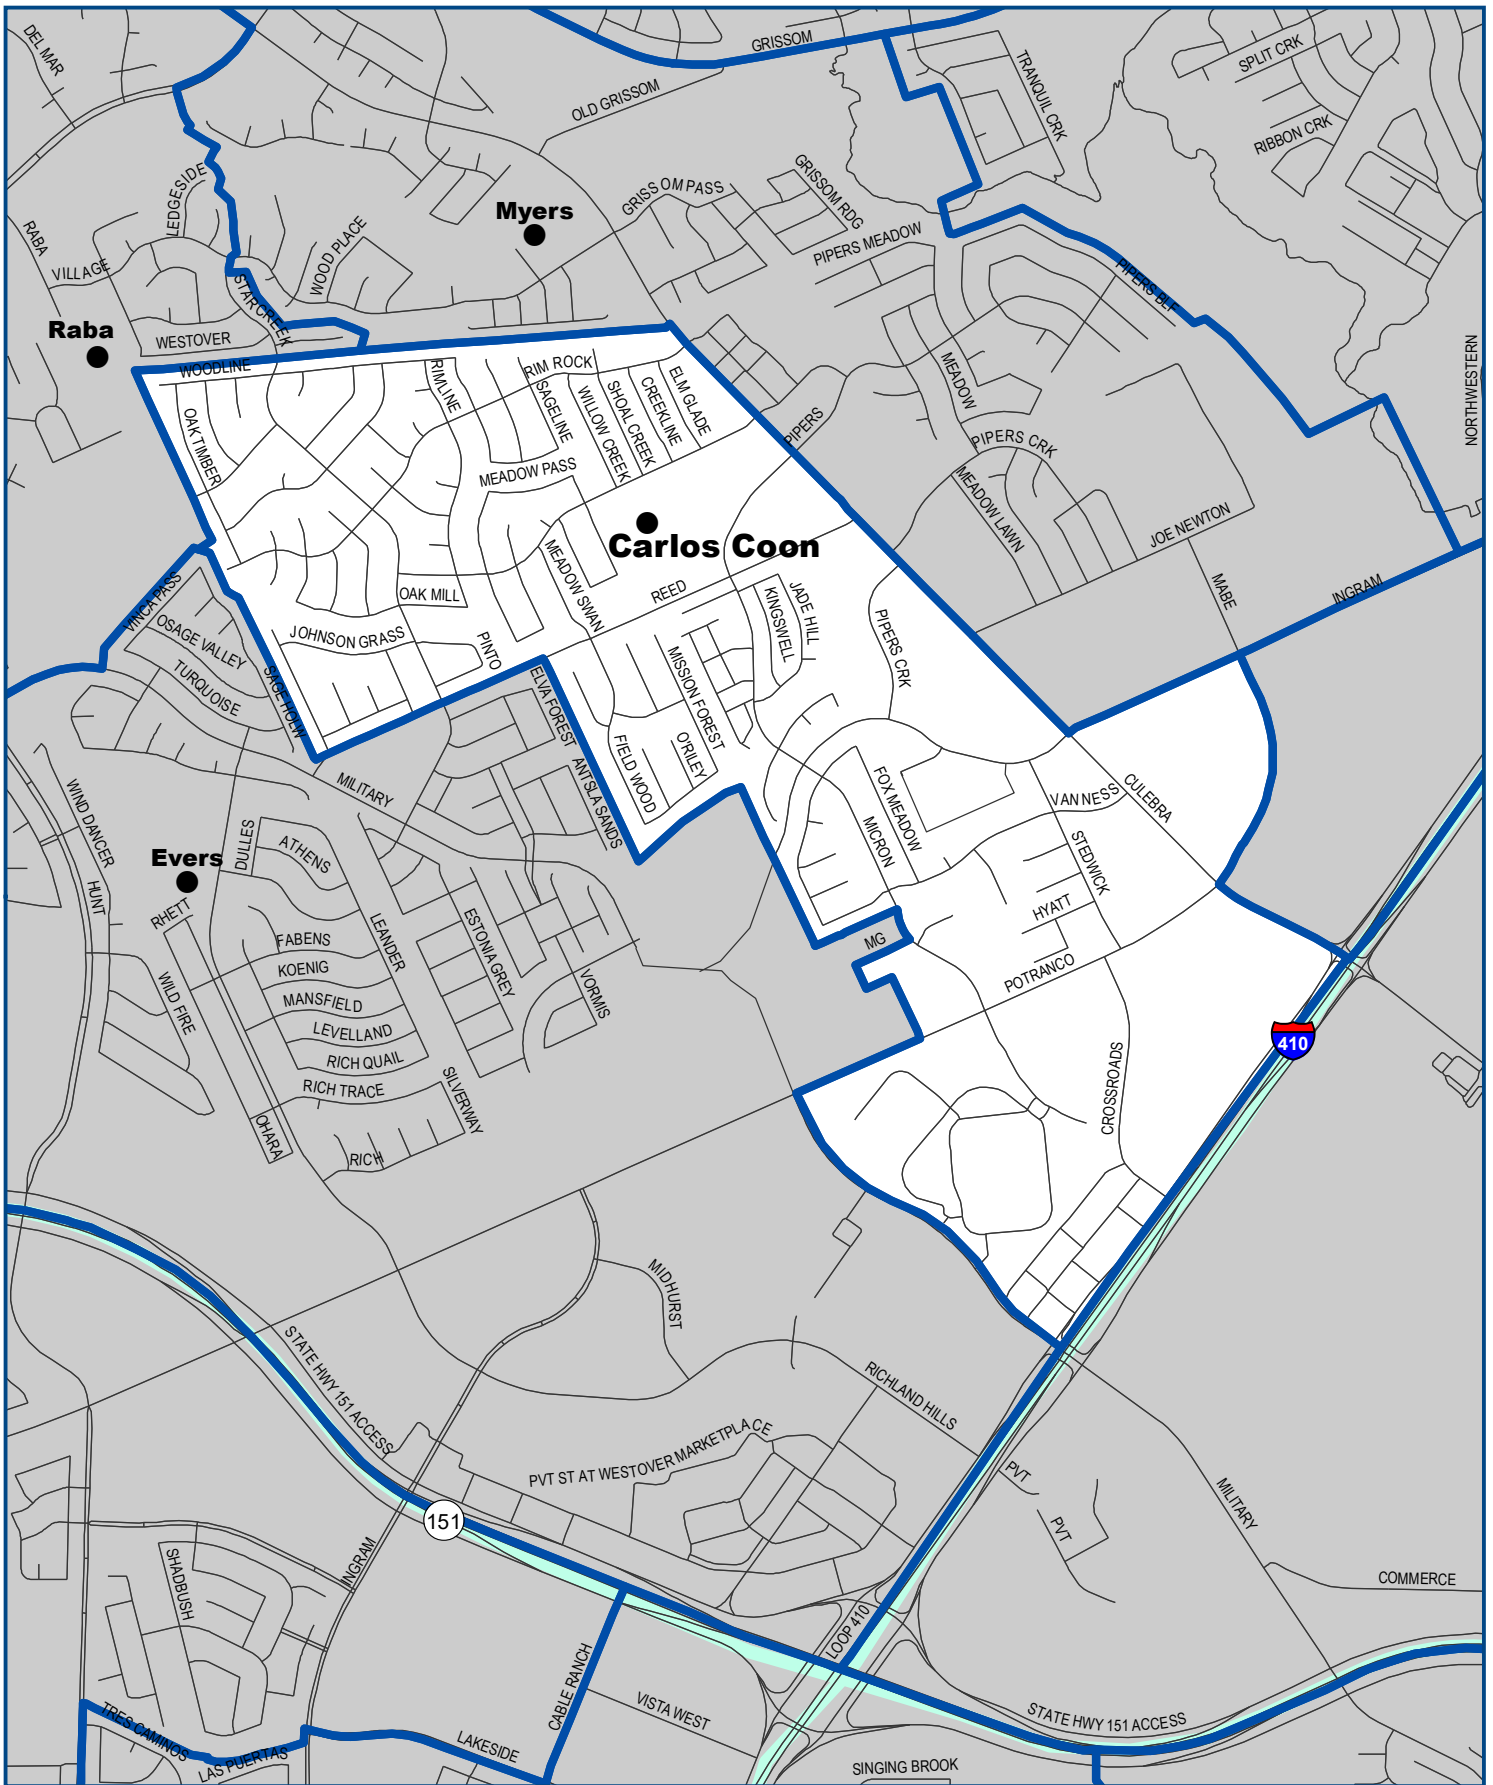 DEL MAR
GRISSOM
SPLIT CRK
TRANQUIL CRK
OLD GRISSOM
RIBBON CRK
LEDGESIDE
GRISSOM PASS
GRISSOM RDG
Myers
RABA
WOOD PLACE
PIPERS MEADOW
VILLAGE
STARCREEK
PIPERS BLF
Raba
WESTOVER
WOODLINE
RIMLINE
RIM ROCK
SAGELINE
WILLOW CREEK
SHOAL CREEK
CREEKLINE
ELM GLADE
MEADOW
NORTHWESTERN
OAK TIMBER
PIPERS
PIPERS CRK
MEADOW PASS
MEADOW LAWN
Carlos Coon
JOE NEWTON
MEADOW SWAN
REED
MABE
INGRAM
VINCA PASS
OAK MILL
KINGSWELL
JADE HILL
OSAGE VALLEY
JOHNSON GRASS
PINTO
PIPERS CRK
TURQUOISE
SAGE HOLW
ELVA FOREST
MISSION FOREST
FIELD WOOD
O'RILEY
MILITARY
ANTSLA SANDS
WIND DANCER
FOX MEADOW
VAN NESS
CULEBRA
MICRON
STEDWICK
Evers
DULLES
ATHENS
HUNT
RHETT
LEANDER
ESTONIA GREY
HYATT
FABENS
MG
KOENIG
POTRANCO
WILD FIRE
MANSFIELD
VORMIS
LEVELLAND
410
RICH QUAIL
RICH TRACE
SILVERWAY
CROSSROADS
OHARA
RICH
MIDHURST
STATE HWY 151 ACCESS
RICHLAND HILLS
PVT ST AT WESTOVER MARKETPLACE
PVT
MILITARY
151
PVT
INGRAM
SHADBUSH
COMMERCE
LOOP 410
CABLE RANCH
VISTA WEST
STATE HWY 151 ACCESS
TRES CAMINOS
LAKESIDE
LAS PUERTAS
SINGING BROOK